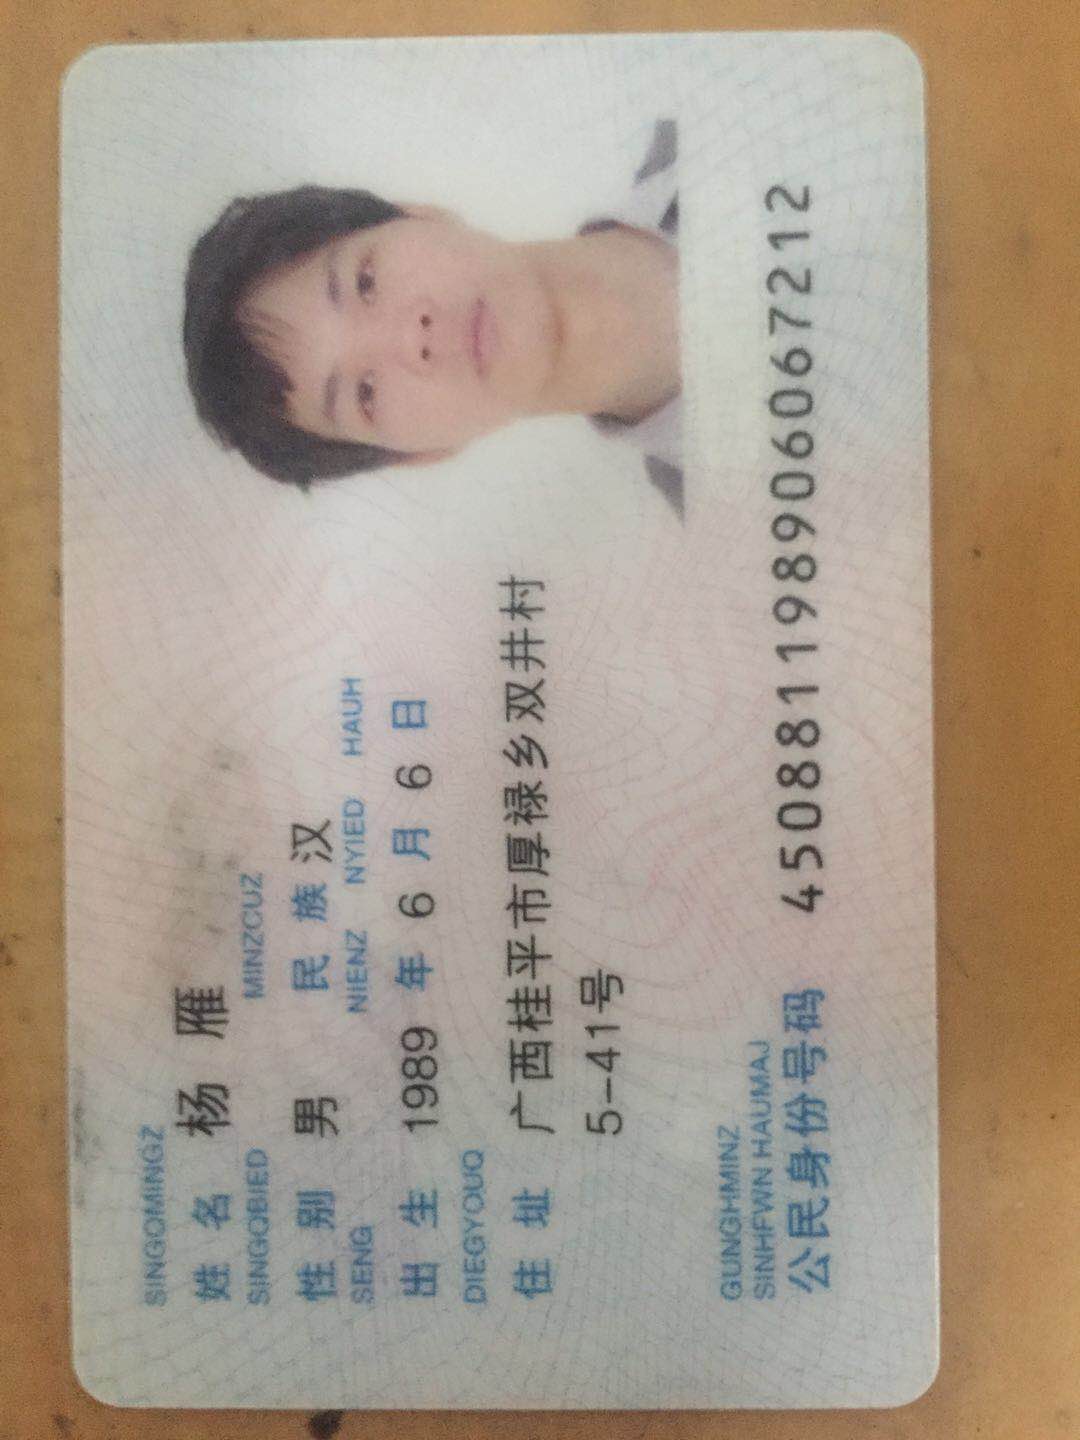 SINGQMINGZ
姓名 杨雁
SINGQBIED MINZCUZ
性别 男 民族 汉
SENG NIENZ NYIED HAUH
出生 1989 年 6 月 6 日
DIEGYOUQ
住址 广西桂平市厚禄乡双井村
5-41号
GUNGHMINZ
SINHFWN HAUMAJ
公民身份号码 450881198906067212